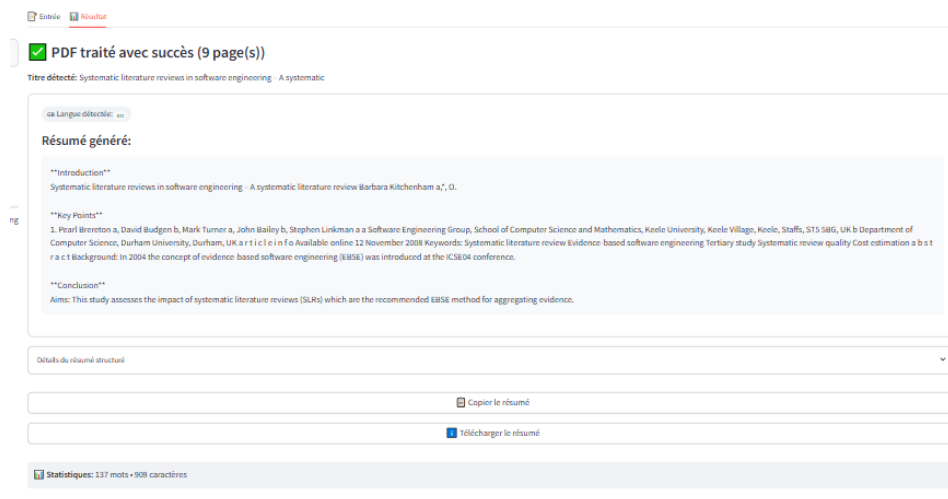 Entrée Résultat
PDF traité avec succès (9 page(s))
Titre détecté: Systematic literature reviews in software engineering – A systematic
Langue détectée: en
Résumé généré:
**Introduction**
Systematic literature reviews in software engineering – A systematic literature review Barbara Kitchenham a,*, O.
ng
**Key Points**
1. Pearl Brereton a, David Budgen b, Mark Turner a, John Bailey b, Stephen Linkman a a Software Engineering Group, School of Computer Science and Mathematics, Keele University, Keele Village, Keele, Staffs, ST5 5BG, UK b Department of
Computer Science, Durham University, Durham, UK a r t i c l e i n f o Available online 12 November 2008 Keywords: Systematic literature review Evidence-based software engineering Tertiary study Systematic review quality Cost estimation a b s t
r a c t Background: In 2004 the concept of evidence-based software engineering (EBSE) was introduced at the ICSE04 conference.
**Conclusion**
Aims: This study assesses the impact of systematic literature reviews (SLRs) which are the recommended EBSE method for aggregating evidence.
Détails du résumé structuré
Copier le résumé
Télécharger le résumé
Statistiques: 137 mots • 909 caractères